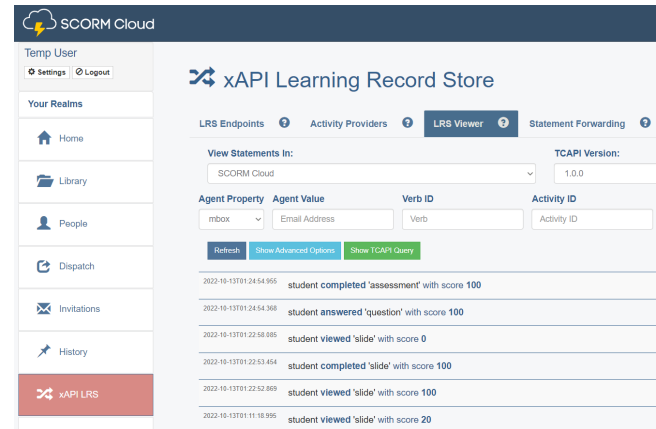 SCORM Cloud
Temp User
Settings Logout
Your Realms
Home
Library
People
Dispatch
Invitations
History
xAPI LRS
xAPI Learning Record Store
LRS Endpoints ? Activity Providers ? LRS Viewer ? Statement Forwarding ?
View Statements In: TCAPI Version:
SCORM Cloud 1.0.0
Agent Property Agent Value Verb ID Activity ID
mbox Email Address Verb Activity ID
Refresh Show Advanced Options Show TCAPI Query
2022-10-13T01:24:54.955 student completed 'assessment' with score 100
2022-10-13T01:24:54.368 student answered 'question' with score 100
2022-10-13T01:22:58.085 student viewed 'slide' with score 0
2022-10-13T01:22:53.454 student completed 'slide' with score 100
2022-10-13T01:22:52.869 student viewed 'slide' with score 100
2022-10-13T01:11:18.995 student viewed 'slide' with score 20